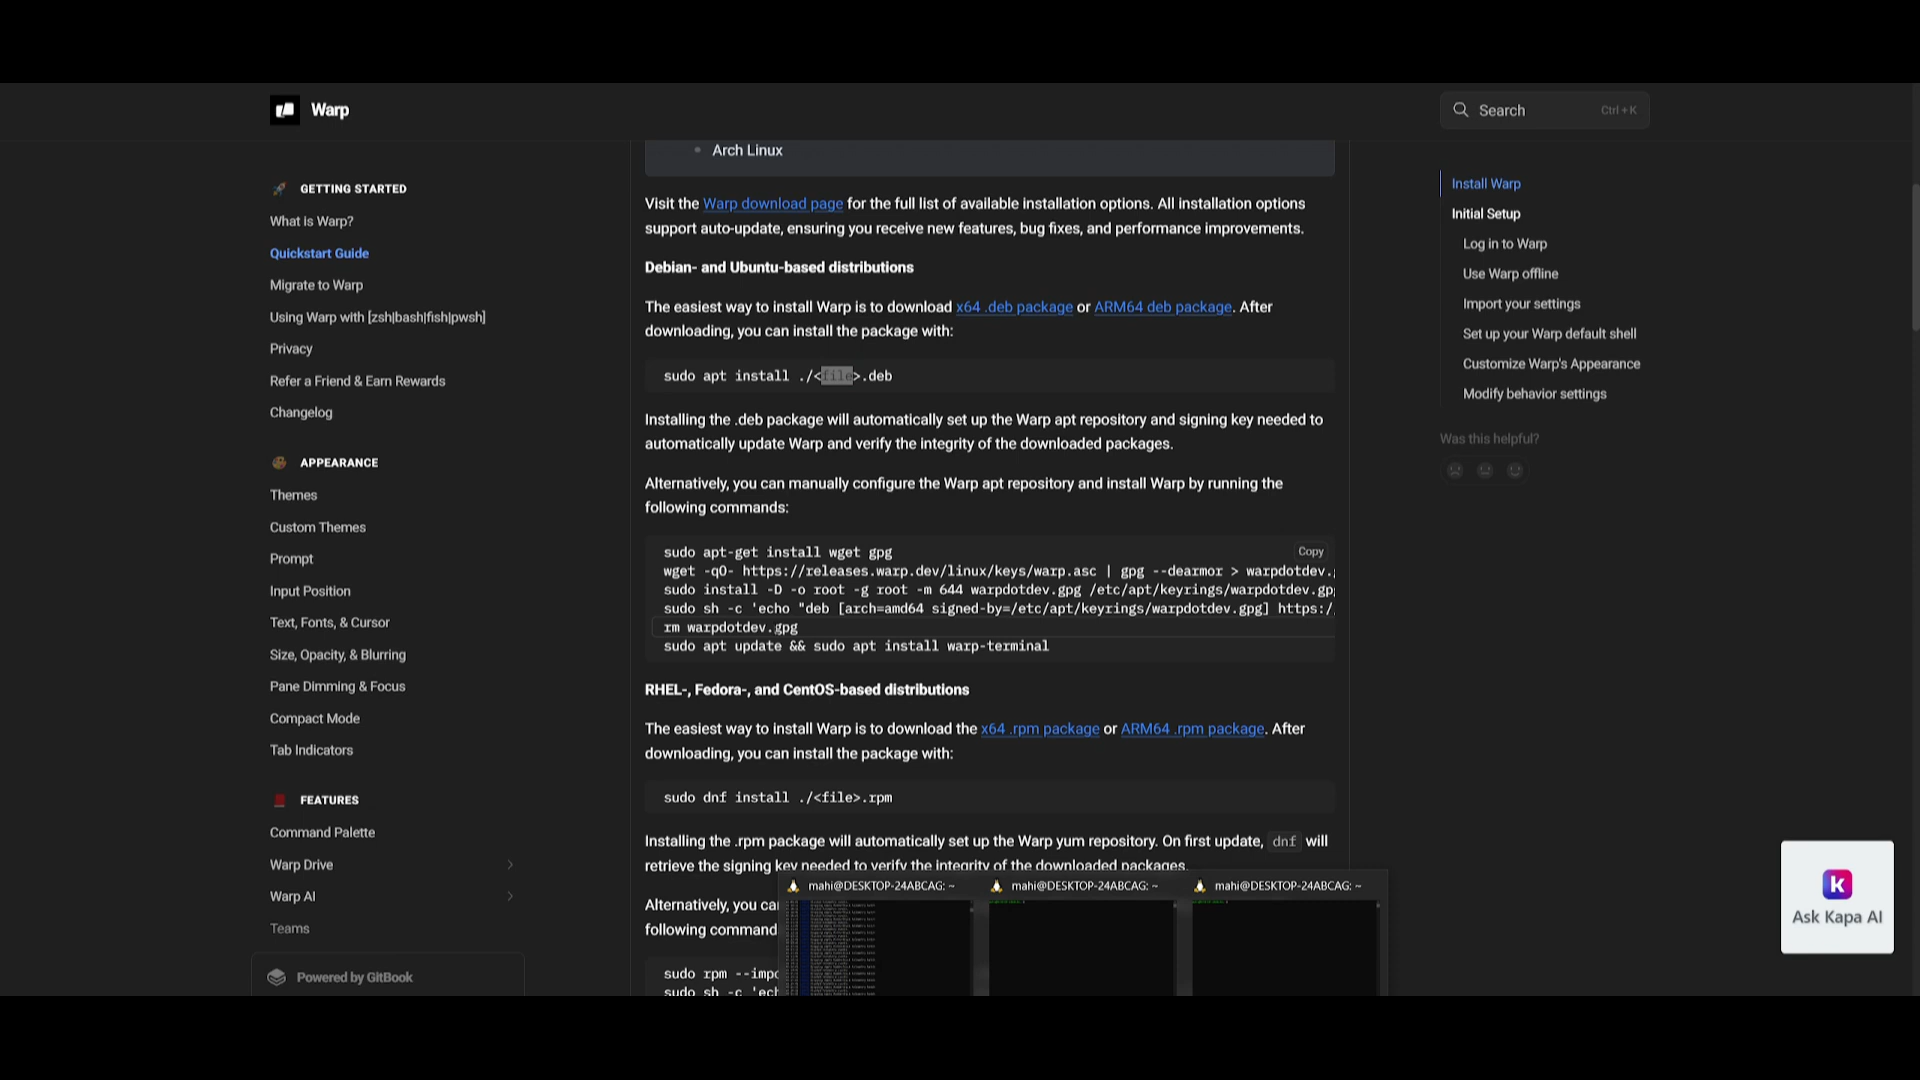 Warp
Search
Ctrl + K
GETTING STARTED
What is Warp?
Quickstart Guide
Migrate to Warp
Using Warp with [zsh|bash|fish|pwsh]
Privacy
Refer a Friend & Earn Rewards
Changelog
APPEARANCE
Themes
Custom Themes
Prompt
Input Position
Text, Fonts, & Cursor
Size, Opacity, & Blurring
Pane Dimming & Focus
Compact Mode
Tab Indicators
FEATURES
Command Palette
Warp Drive
Warp AI
Teams
Powered by GitBook
Arch Linux
Visit the Warp download page for the full list of available installation options. All installation options
support auto-update, ensuring you receive new features, bug fixes, and performance improvements.
Debian- and Ubuntu-based distributions
The easiest way to install Warp is to download x64 .deb package or ARM64 deb package. After
downloading, you can install the package with:
sudo apt install ./<file>.deb
Installing the .deb package will automatically set up the Warp apt repository and signing key needed to
automatically update Warp and verify the integrity of the downloaded packages.
Alternatively, you can manually configure the Warp apt repository and install Warp by running the
following commands:
Copy
sudo apt-get install wget gpg
wget -qO- https://releases.warp.dev/linux/keys/warp.asc | gpg --dearmor > warpdotdev.
sudo install -D -o root -g root -m 644 warpdotdev.gpg /etc/apt/keyrings/warpdotdev.gp
sudo sh -c 'echo "deb [arch=amd64 signed-by=/etc/apt/keyrings/warpdotdev.gpg] https:/
rm warpdotdev.gpg
sudo apt update && sudo apt install warp-terminal
RHEL-, Fedora-, and CentOS-based distributions
The easiest way to install Warp is to download the x64 .rpm package or ARM64 .rpm package. After
downloading, you can install the package with:
sudo dnf install ./<file>.rpm
Installing the .rpm package will automatically set up the Warp yum repository. On first update, dnf will
retrieve the signing key needed to verify the integrity of the downloaded packages.
Alternatively, you ca
following command
sudo rpm --impo
sudo sh -c 'ech
mahi@DESKTOP-24ABCAG: ~
mahi@DESKTOP-24ABCAG: ~
mahi@DESKTOP-24ABCAG: ~
Install Warp
Initial Setup
Log in to Warp
Use Warp offline
Import your settings
Set up your Warp default shell
Customize Warp's Appearance
Modify behavior settings
Was this helpful?
K
Ask Kapa AI